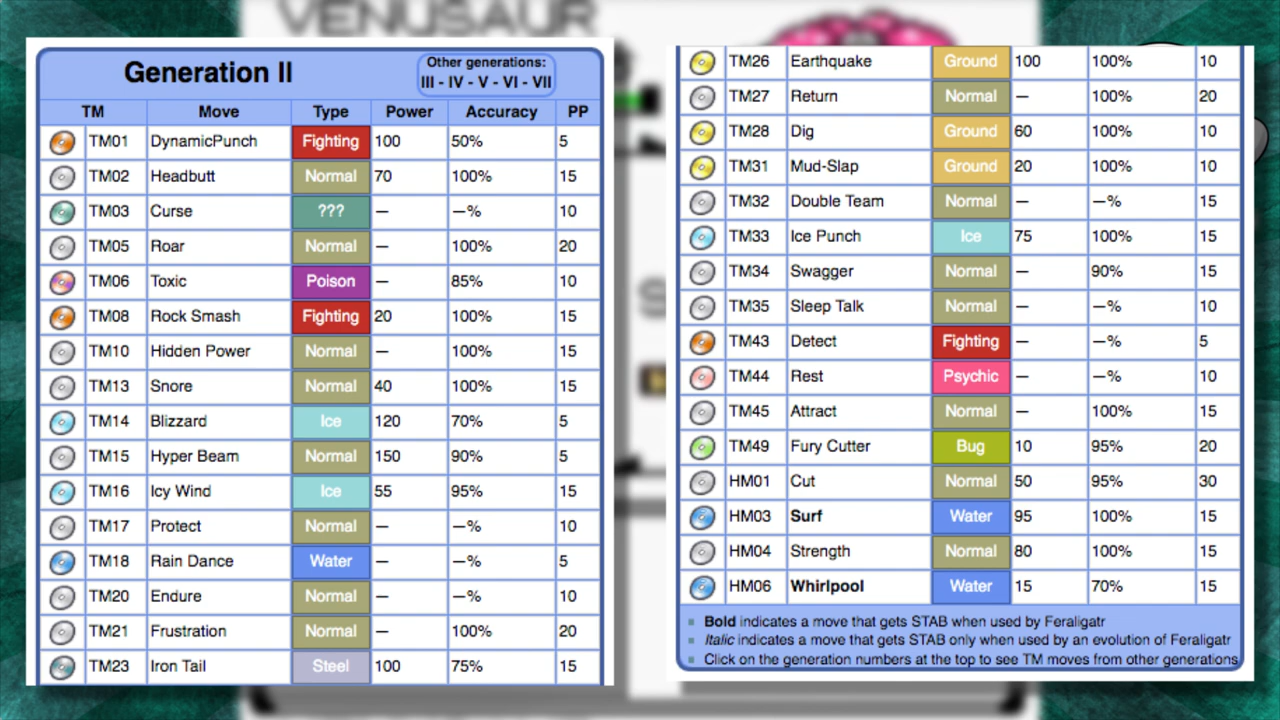 VENUSAUR
Generation II
Other generations:
III - IV - V - VI - VII
TM Move Type Power Accuracy PP
TM01 DynamicPunch Fighting 100 50% 5
TM02 Headbutt Normal 70 100% 15
TM03 Curse ??? — —% 10
TM05 Roar Normal — 100% 20
TM06 Toxic Poison — 85% 10
TM08 Rock Smash Fighting 20 100% 15
TM10 Hidden Power Normal — 100% 15
TM13 Snore Normal 40 100% 15
TM14 Blizzard Ice 120 70% 5
TM15 Hyper Beam Normal 150 90% 5
TM16 Icy Wind Ice 55 95% 15
TM17 Protect Normal — —% 10
TM18 Rain Dance Water — —% 5
TM20 Endure Normal — —% 10
TM21 Frustration Normal — 100% 20
TM23 Iron Tail Steel 100 75% 15
TM26 Earthquake Ground 100 100% 10
TM27 Return Normal — 100% 20
TM28 Dig Ground 60 100% 10
TM31 Mud-Slap Ground 20 100% 10
TM32 Double Team Normal — —% 15
TM33 Ice Punch Ice 75 100% 15
TM34 Swagger Normal — 90% 15
TM35 Sleep Talk Normal — —% 10
TM43 Detect Fighting — —% 5
TM44 Rest Psychic — —% 10
TM45 Attract Normal — 100% 15
TM49 Fury Cutter Bug 10 95% 20
HM01 Cut Normal 50 95% 30
HM03 Surf Water 95 100% 15
HM04 Strength Normal 80 100% 15
HM06 Whirlpool Water 15 70% 15
Bold indicates a move that gets STAB when used by Feraligatr
Italic indicates a move that gets STAB only when used by an evolution of Feraligatr
Click on the generation numbers at the top to see TM moves from other generations